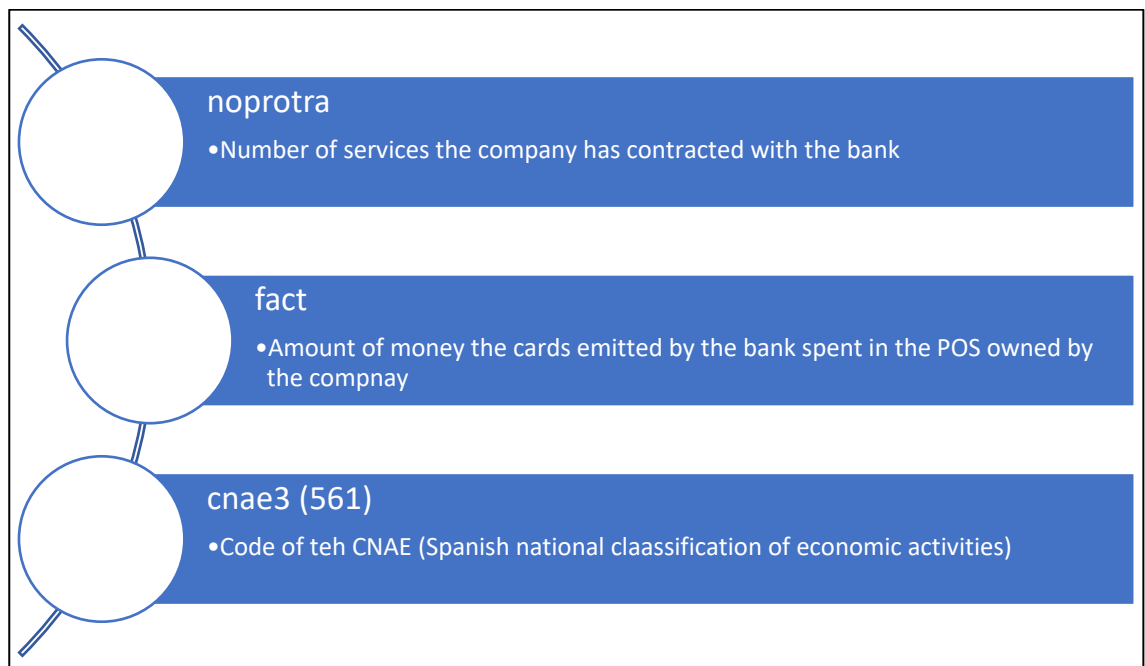 noprotra
•Number of services the company has contracted with the bank
fact
•Amount of money the cards emitted by the bank spent in the POS owned by
the compnay
cnae3 (561)
•Code of teh CNAE (Spanish national claassification of economic activities)